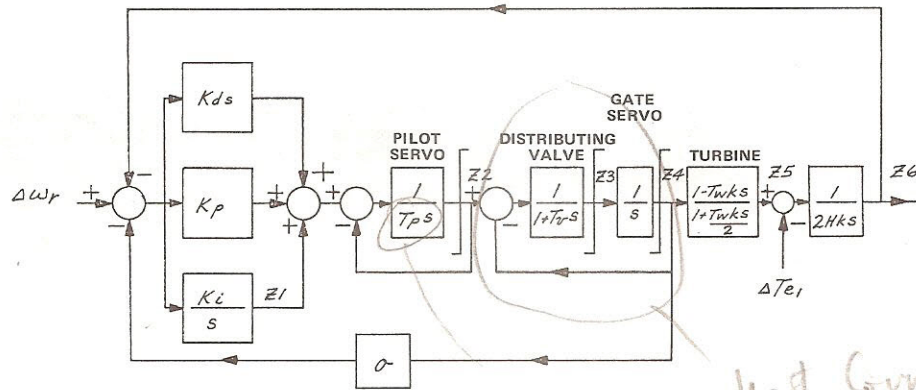 Kds
Kp
Ki
s
Z1
Δωr
+
-
-
+
+
+
+
-
PILOT
SERVO
1
Tps
Z2
+
-
DISTRIBUTING
VALVE
1
1+Tvs
Z3
GATE
SERVO
1
s
Z4
TURBINE
1-Twks
1+Twks
2
Z5
+
-
ΔTe1
1
2Hks
Z6
σ